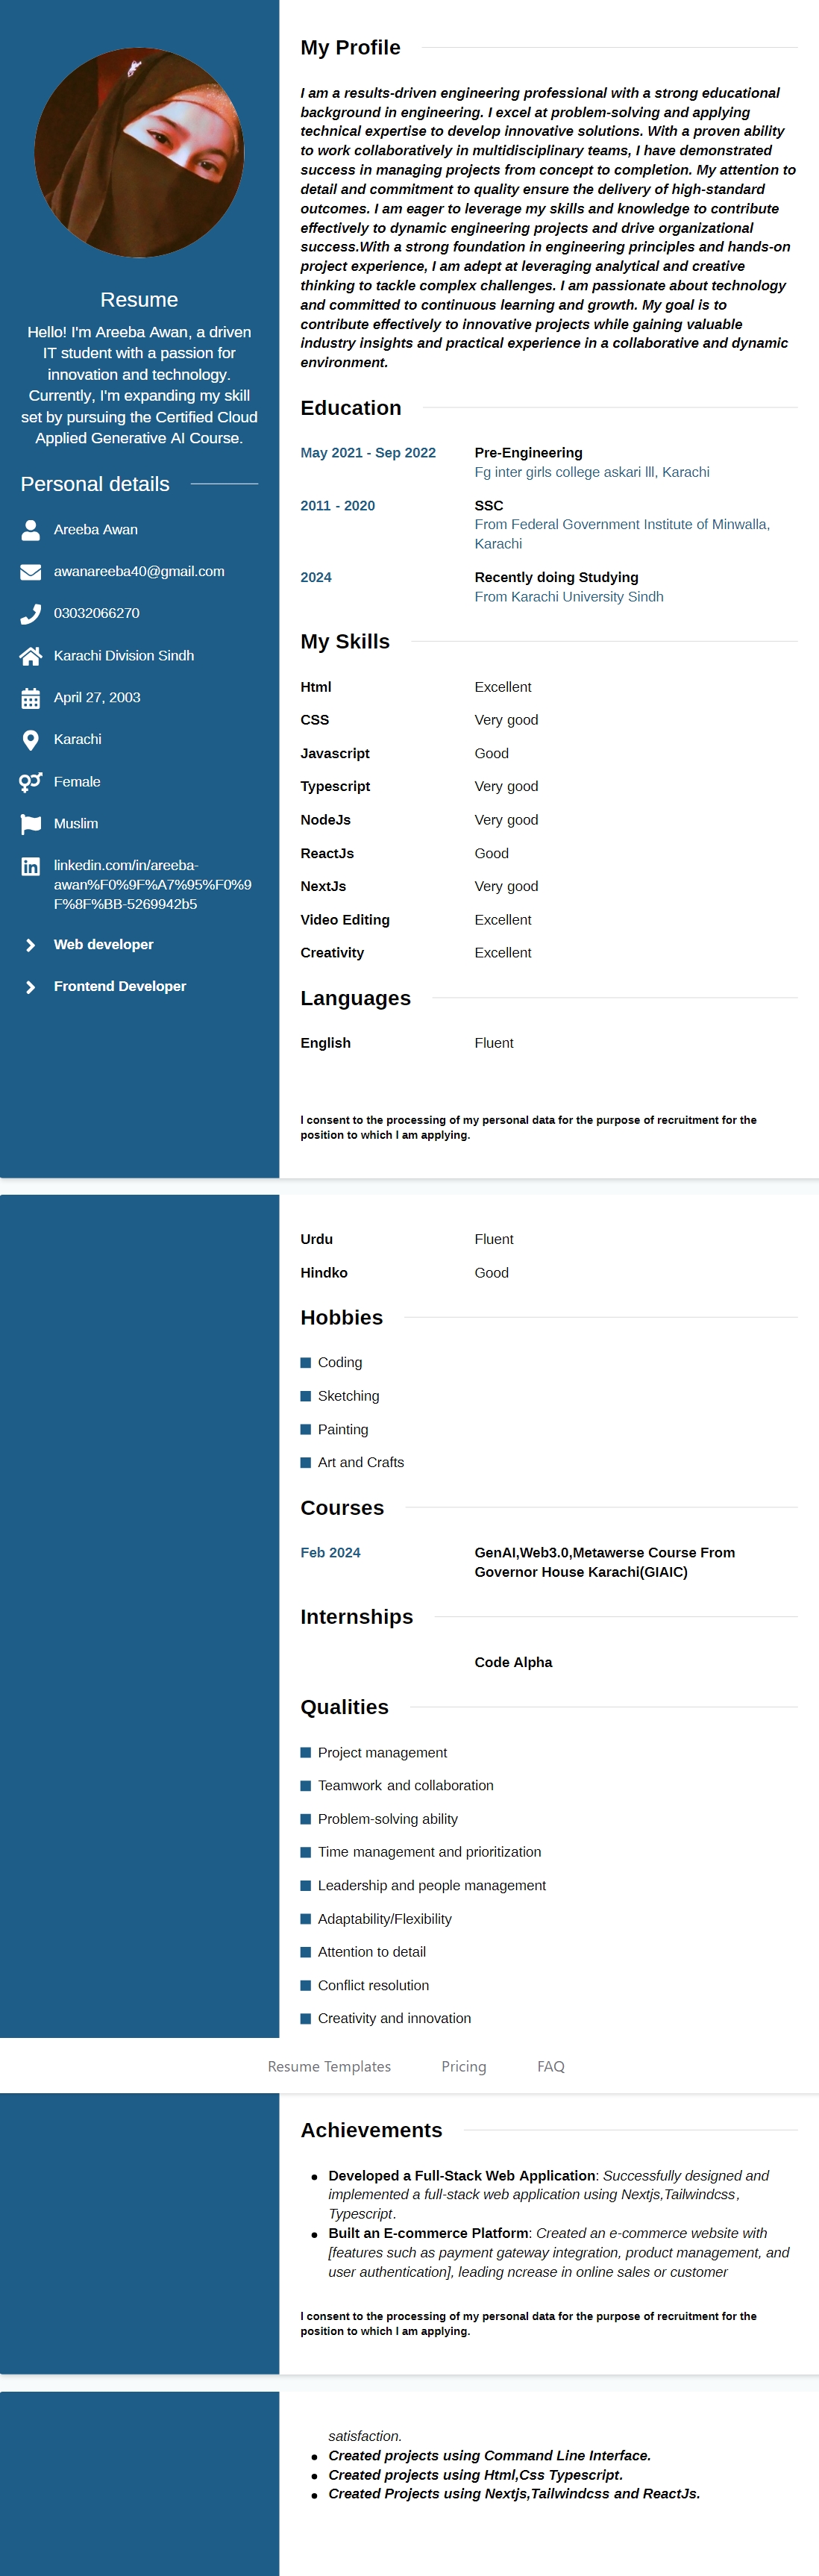 Resume
Hello! I'm Areeba Awan, a driven
IT student with a passion for
innovation and technology.
Currently, I'm expanding my skill
set by pursuing the Certified Cloud
Applied Generative AI Course.
Personal details
Areeba Awan
awanareeba40@gmail.com
03032066270
Karachi Division Sindh
April 27, 2003
Karachi
Female
Muslim
linkedin.com/in/areeba-
awan%F0%9F%A7%95%F0%9
F%8F%BB-5269942b5
Web developer
Frontend Developer
My Profile
I am a results-driven engineering professional with a strong educational
background in engineering. I excel at problem-solving and applying
technical expertise to develop innovative solutions. With a proven ability
to work collaboratively in multidisciplinary teams, I have demonstrated
success in managing projects from concept to completion. My attention to
detail and commitment to quality ensure the delivery of high-standard
outcomes. I am eager to leverage my skills and knowledge to contribute
effectively to dynamic engineering projects and drive organizational
success.With a strong foundation in engineering principles and hands-on
project experience, I am adept at leveraging analytical and creative
thinking to tackle complex challenges. I am passionate about technology
and committed to continuous learning and growth. My goal is to
contribute effectively to innovative projects while gaining valuable
industry insights and practical experience in a collaborative and dynamic
environment.
Education
May 2021 - Sep 2022 Pre-Engineering
Fg inter girls college askari lll, Karachi
2011 - 2020 SSC
From Federal Government Institute of Minwalla,
Karachi
2024 Recently doing Studying
From Karachi University Sindh
My Skills
Html Excellent
CSS Very good
Javascript Good
Typescript Very good
NodeJs Very good
ReactJs Good
NextJs Very good
Video Editing Excellent
Creativity Excellent
Languages
English Fluent
I consent to the processing of my personal data for the purpose of recruitment for the
position to which I am applying.
Urdu Fluent
Hindko Good
Hobbies
Coding
Sketching
Painting
Art and Crafts
Courses
Feb 2024 GenAI,Web3.0,Metawerse Course From
Governor House Karachi(GIAIC)
Internships
Code Alpha
Qualities
Project management
Teamwork and collaboration
Problem-solving ability
Time management and prioritization
Leadership and people management
Adaptability/Flexibility
Attention to detail
Conflict resolution
Creativity and innovation
Resume Templates Pricing FAQ
Achievements
Developed a Full-Stack Web Application: Successfully designed and
implemented a full-stack web application using Nextjs,Tailwindcss,
Typescript.
Built an E-commerce Platform: Created an e-commerce website with
[features such as payment gateway integration, product management, and
user authentication], leading ncrease in online sales or customer
I consent to the processing of my personal data for the purpose of recruitment for the
position to which I am applying.
satisfaction.
Created projects using Command Line Interface.
Created projects using Html,Css Typescript.
Created Projects using Nextjs,Tailwindcss and ReactJs.